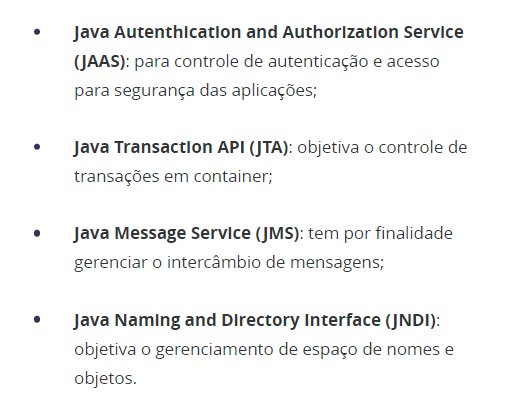 • Java Autenthication and Authorization Service
(JAAS): para controle de autenticação e acesso
para segurança das aplicações;
• Java Transaction API (JTA): objetiva o controle de
transações em container;
• Java Message Service (JMS): tem por finalidade
gerenciar o intercâmbio de mensagens;
• Java Naming and Directory Interface (JNDI):
objetiva o gerenciamento de espaço de nomes e
objetos.